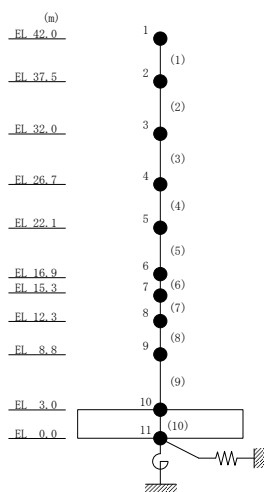 (m)
EL 42.0 1
(1)
EL 37.5 2
(2)
EL 32.0 3
(3)
EL 26.7 4
(4)
EL 22.1 5
(5)
EL 16.9 6
(6)
EL 15.3 7
(7)
EL 12.3 8
(8)
EL 8.8 9
(9)
EL 3.0 10
(10)
EL 0.0 11